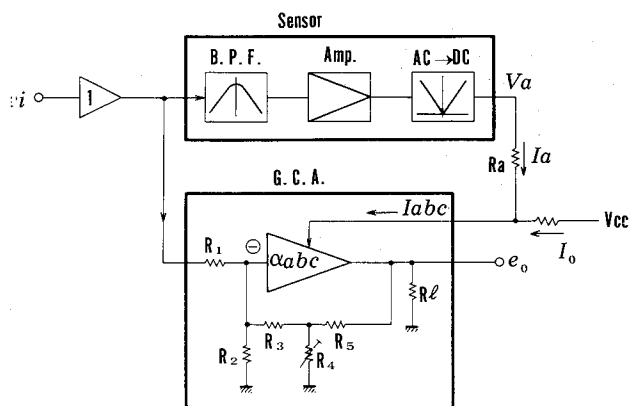 Sensor
B. P. F.
Amp.
AC→DC
Va
1
Ra
Ia
G. C. A.
Iabc
Vcc
I₀
R₁
⊖
αabc
e₀
Rℓ
R₃
R₅
R₂
R₄